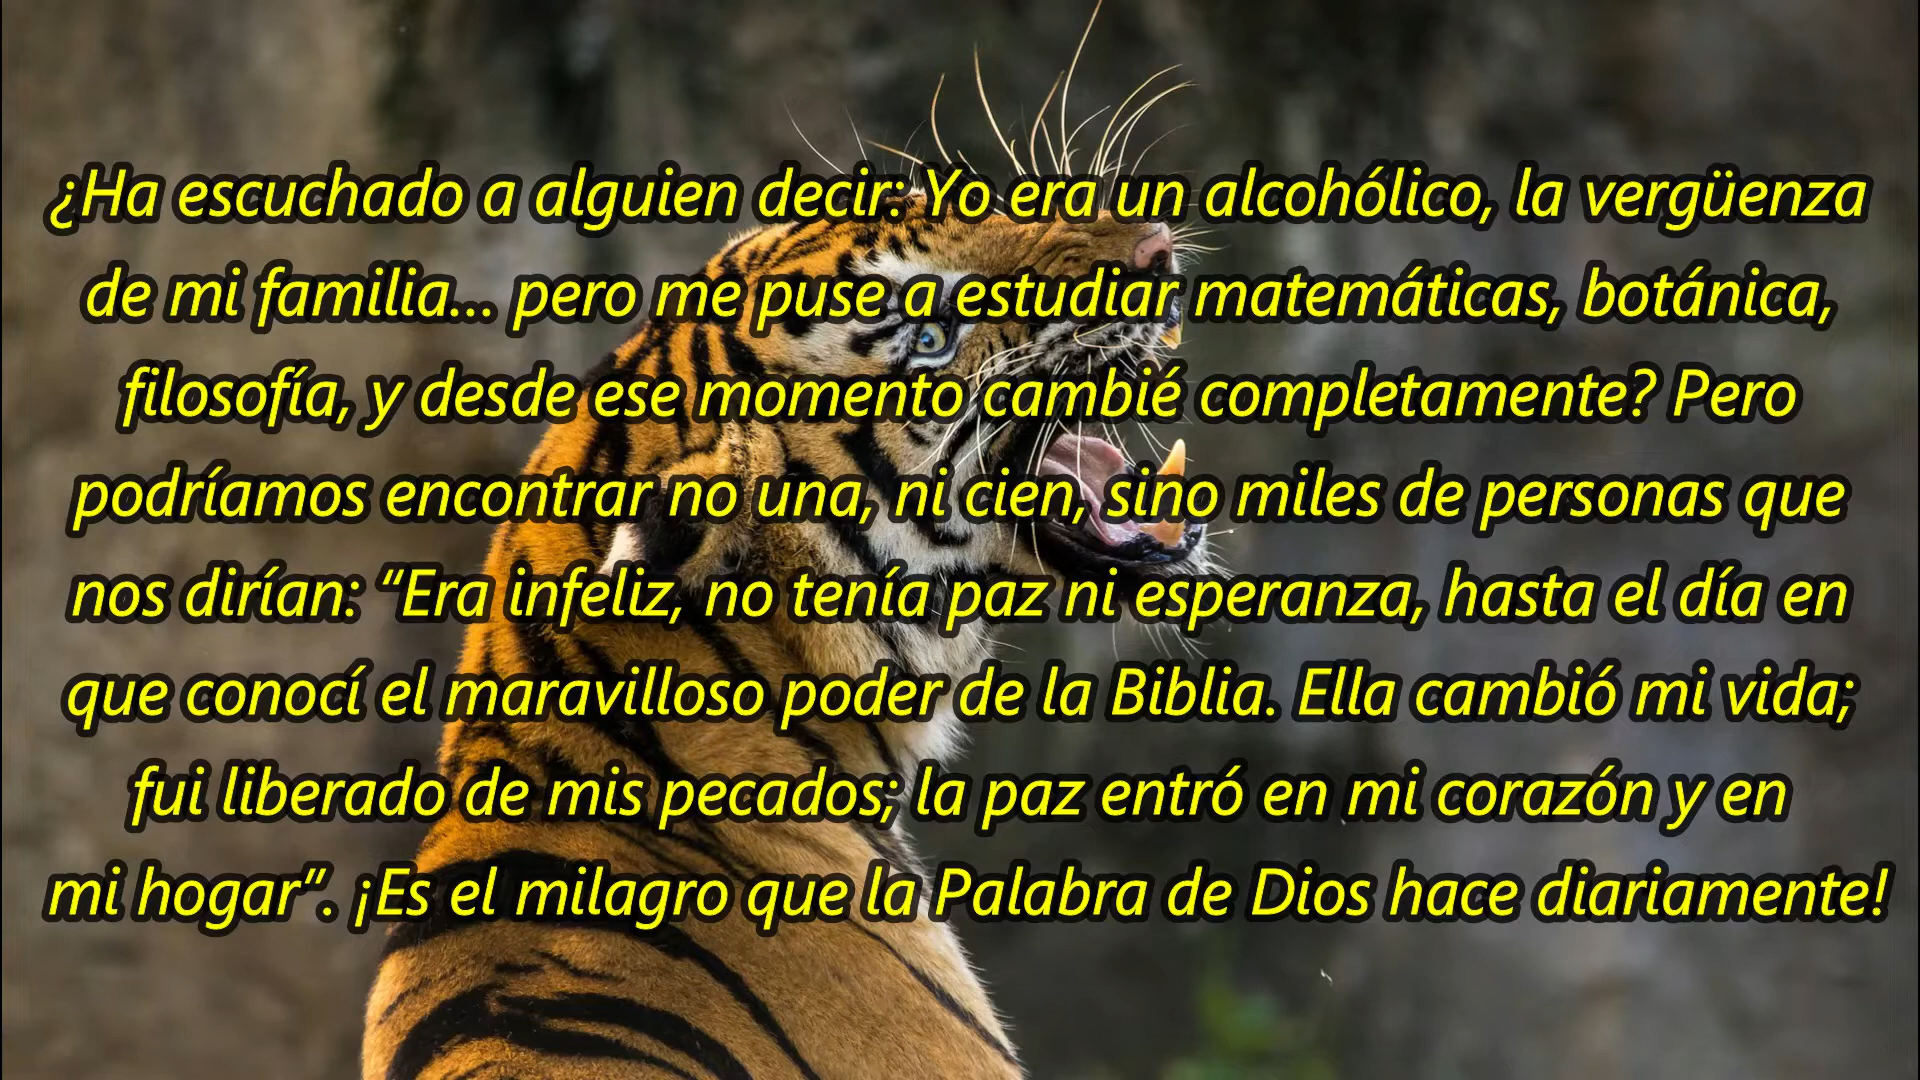 ¿Ha escuchado a alguien decir: Yo era un alcohólico, la vergüenza
de mi familia... pero me puse a estudiar matemáticas, botánica,
filosofía, y desde ese momento cambié completamente? Pero
podríamos encontrar no una, ni cien, sino miles de personas que
nos dirían: “Era infeliz, no tenía paz ni esperanza, hasta el día en
que conocí el maravilloso poder de la Biblia. Ella cambió mi vida;
fui liberado de mis pecados; la paz entró en mi corazón y en
mi hogar”. ¡Es el milagro que la Palabra de Dios hace diariamente!